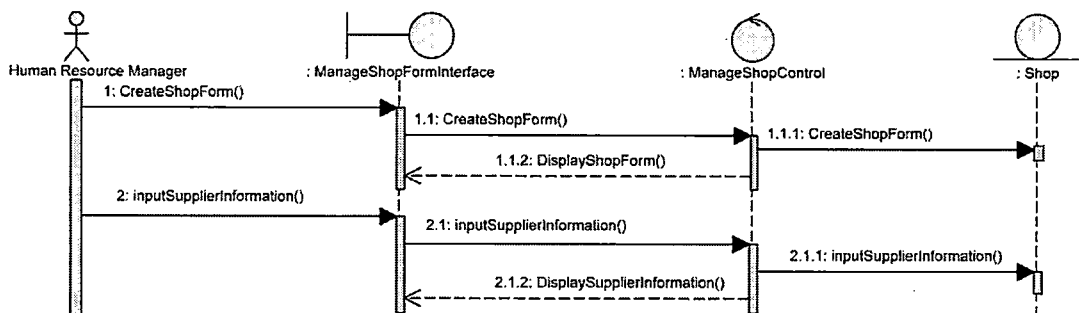 Human Resource Manager
: ManageShopFormInterface
: ManageShopControl
: Shop
1: CreateShopForm()
1.1: CreateShopForm()
1.1.1: CreateShopForm()
1.1.2: DisplayShopForm()
2: inputSupplierInformation()
2.1: inputSupplierInformation()
2.1.1: inputSupplierInformation()
2.1.2: DisplaySupplierInformation()